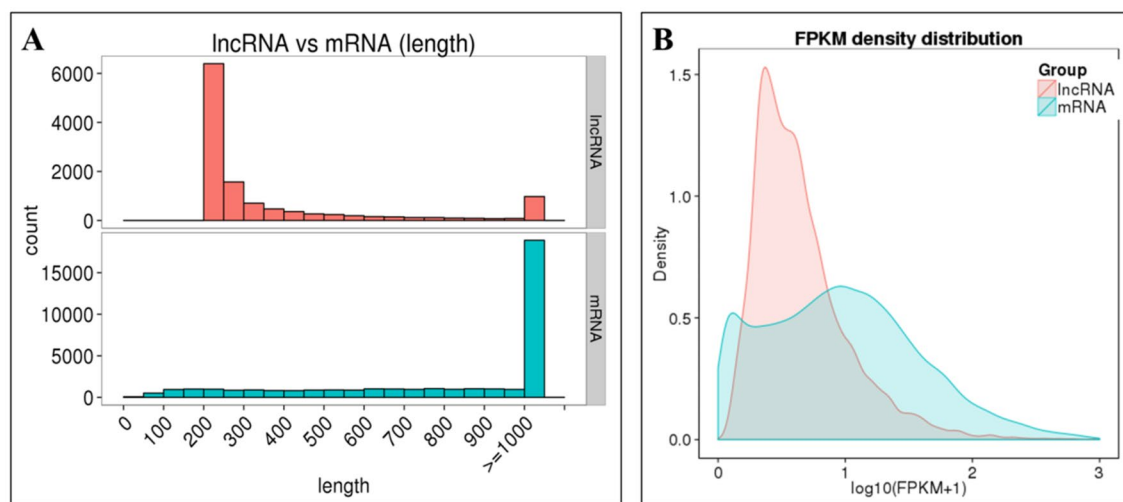 A
lncRNA vs mRNA (length)
6000
4000
2000
0
lncRNA
count
15000
10000
5000
0
mRNA
0
100
200
300
400
500
600
700
800
900
>=1000
length
B
FPKM density distribution
Group
lncRNA
mRNA
1.5
1.0
0.5
0.0
Density
0
1
2
3
log10(FPKM+1)